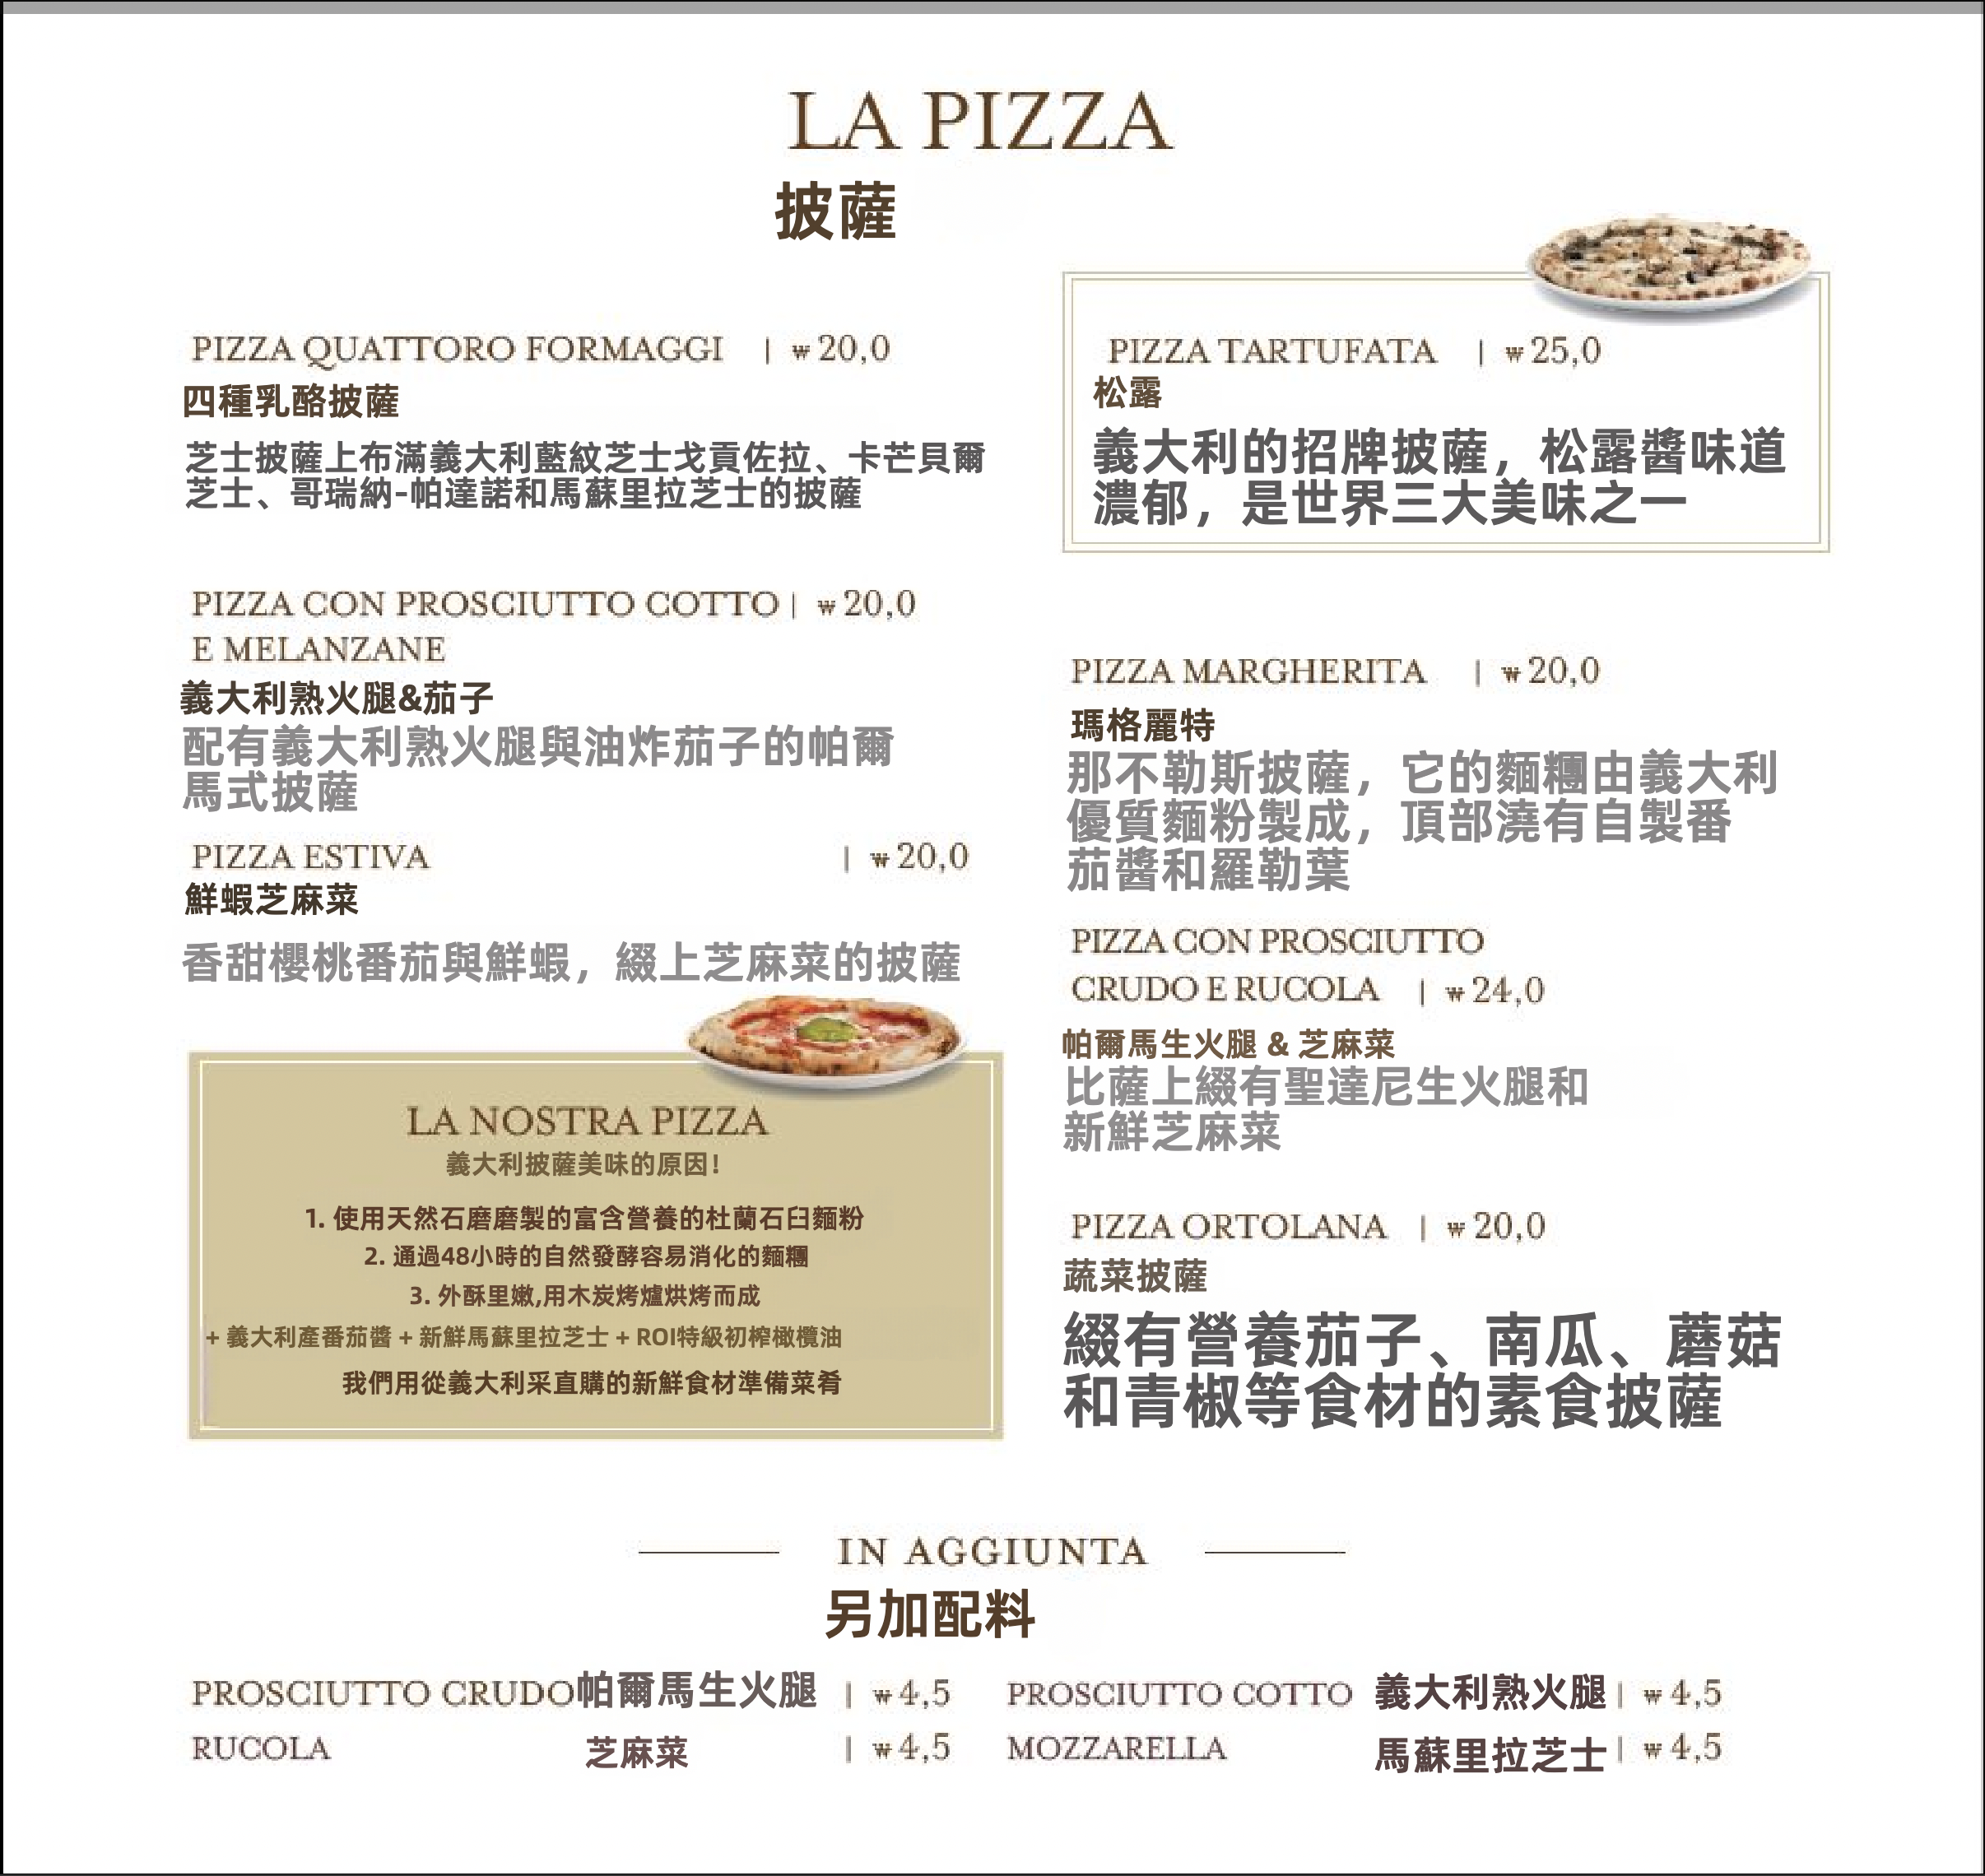 LA PIZZA
披薩
PIZZA QUATTORO FORMAGGI | ₩20,0
四種乳酪披薩
芝士披薩上布滿義大利藍紋芝士戈貢佐拉、卡芒貝爾
芝士、哥瑞納-帕達諾和馬蘇里拉芝士的披薩
PIZZA CON PROSCIUTTO COTTO | ₩20,0
E MELANZANE
義大利熟火腿&茄子
配有義大利熟火腿與油炸茄子的帕爾
馬式披薩
PIZZA ESTIVA | ₩20,0
鮮蝦芝麻菜
香甜櫻桃番茄與鮮蝦，綴上芝麻菜的披薩
LA NOSTRA PIZZA
義大利披薩美味的原因！
1. 使用天然石磨磨製的富含營養的杜蘭石臼麵粉
2. 通過48小時的自然發酵容易消化的麵糰
3. 外酥里嫩,用木炭烤爐烘烤而成
+ 義大利產番茄醬 + 新鮮馬蘇里拉芝士 + ROI特級初榨橄欖油
我們用從義大利采直購的新鮮食材準備菜肴
PIZZA TARTUFATA | ₩25,0
松露
義大利的招牌披薩，松露醬味道
濃郁，是世界三大美味之一
PIZZA MARGHERITA | ₩20,0
瑪格麗特
那不勒斯披薩，它的麵糰由義大利
優質麵粉製成，頂部澆有自製番
茄醬和羅勒葉
PIZZA CON PROSCIUTTO
CRUDO E RUCOLA | ₩24,0
帕爾馬生火腿 & 芝麻菜
比薩上綴有聖達尼生火腿和
新鮮芝麻菜
PIZZA ORTOLANA | ₩20,0
蔬菜披薩
綴有營養茄子、南瓜、蘑菇
和青椒等食材的素食披薩
IN AGGIUNTA
另加配料
PROSCIUTTO CRUDO帕爾馬生火腿 | ₩4,5
PROSCIUTTO COTTO 義大利熟火腿 | ₩4,5
RUCOLA 芝麻菜 | ₩4,5
MOZZARELLA 馬蘇里拉芝士 | ₩4,5